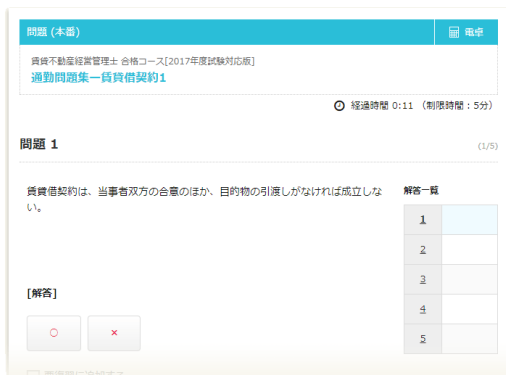 問題 (本番)
電卓
賃貸不動産経営管理士 合格コース[2017年度試験対応版]
通勤問題集ー賃貸借契約1
経過時間 0:11 （制限時間：5分）
問題 1
(1/5)
賃貸借契約は、当事者双方の合意のほか、目的物の引渡しがなければ成立しな
い。
解答一覧
1
2
3
4
5
[解答]
○
×